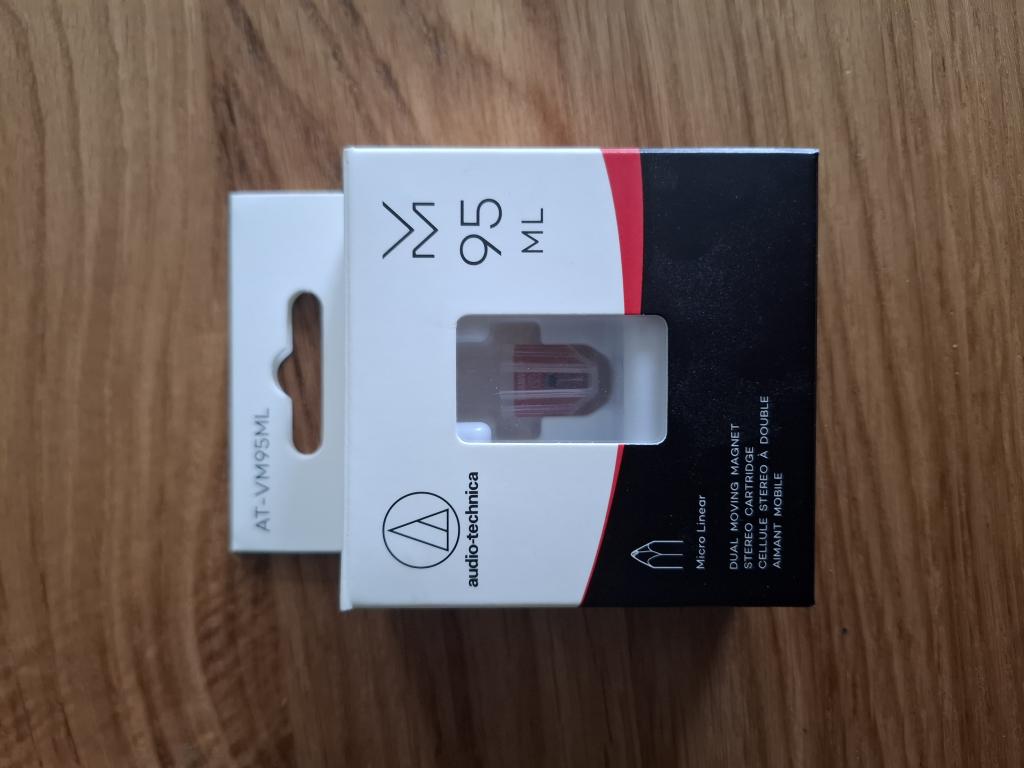 AT-VM95ML
audio-technica
VM
95
ML
Micro Linear
DUAL MOVING MAGNET
STEREO CARTRIDGE
CELLULE STEREO À DOUBLE
AIMANT MOBILE